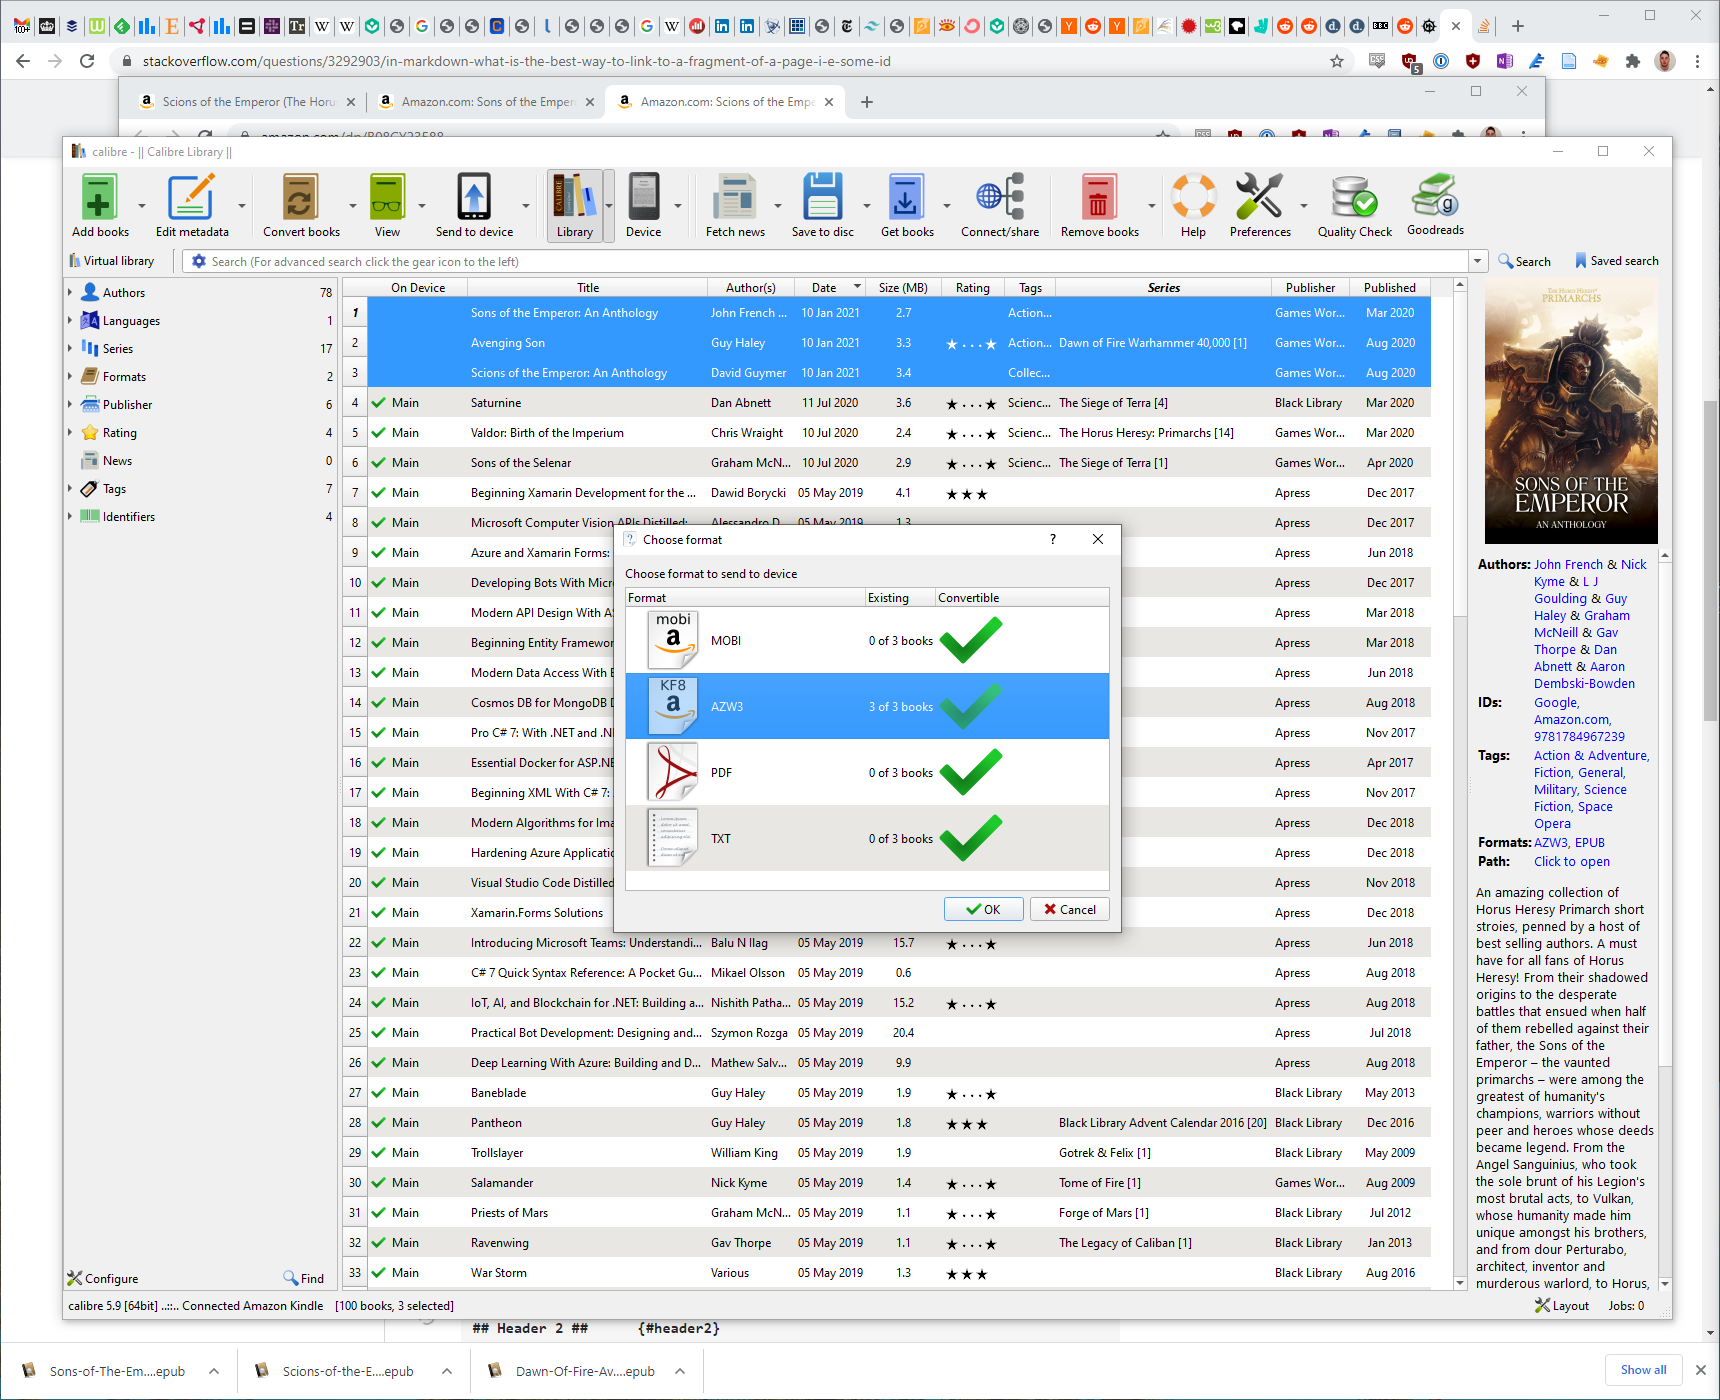 stackoverflow.com/questions/3292903/in-markdown-what-is-the-best-way-to-link-to-a-fragment-of-a-page-i-e-some-id
Scions of the Emperor (The Horu
Amazon.com: Sons of the Emper
Amazon.com: Scions of the Empe
amazon.com/dp/B08CY23588
calibre - || Calibre Library ||
Add books
Edit metadata
Convert books
View
Send to device
Library
Device
Fetch news
Save to disc
Get books
Connect/share
Remove books
Help
Preferences
Quality Check
Goodreads
Virtual library
Search (For advanced search click the gear icon to the left)
Search
Saved search
Authors 78
Languages 1
Series 17
Formats 2
Publisher 6
Rating 4
News 0
Tags 7
Identifiers 4
On Device Title Author(s) Date Size (MB) Rating Tags Series Publisher Published
1 Sons of the Emperor: An Anthology John French ... 10 Jan 2021 2.7 Action... Games Wor... Mar 2020
2 Avenging Son Guy Haley 10 Jan 2021 3.3 ★...★ Action... Dawn of Fire Warhammer 40,000 [1] Games Wor... Aug 2020
3 Scions of the Emperor: An Anthology David Guymer 10 Jan 2021 3.4 Collec... Games Wor... Aug 2020
4 Main Saturnine Dan Abnett 11 Jul 2020 3.6 ★...★ Scienc... The Siege of Terra [4] Black Library Mar 2020
5 Main Valdor: Birth of the Imperium Chris Wraight 10 Jul 2020 2.4 ★...★ Scienc... The Horus Heresy: Primarchs [14] Games Wor... Mar 2020
6 Main Sons of the Selenar Graham McN... 10 Jul 2020 2.9 ★...★ Scienc... The Siege of Terra [1] Games Wor... Apr 2020
7 Main Beginning Xamarin Development for the ... Dawid Borycki 05 May 2019 4.1 ★★★ Apress Dec 2017
8 Main Microsoft Computer Vision APIs Distilled: Alessandro D 05 May 2019 1.3 Apress Dec 2017
9 Main Azure and Xamarin Forms: Apress Jun 2018
10 Main Developing Bots With Micr Apress Dec 2017
11 Main Modern API Design With AS Apress Mar 2018
12 Main Beginning Entity Framewor Apress Mar 2018
13 Main Modern Data Access With E Apress Jun 2018
14 Main Cosmos DB for MongoDB D Apress Aug 2018
15 Main Pro C# 7: With .NET and .N Apress Nov 2017
16 Main Essential Docker for ASP.NE Apress Apr 2017
17 Main Beginning XML With C# 7: Apress Nov 2017
18 Main Modern Algorithms for Ima Apress Dec 2018
19 Main Hardening Azure Applicatio Apress Dec 2018
20 Main Visual Studio Code Distilled Apress Nov 2018
21 Main Xamarin.Forms Solutions Apress Dec 2018
22 Main Introducing Microsoft Teams: Understandi... Balu N Ilag 05 May 2019 15.7 ★...★ Apress Jun 2018
23 Main C# 7 Quick Syntax Reference: A Pocket Gu... Mikael Olsson 05 May 2019 0.6 Apress Aug 2018
24 Main IoT, AI, and Blockchain for .NET: Building a... Nishith Patha... 05 May 2019 15.2 ★...★ Apress Aug 2018
25 Main Practical Bot Development: Designing and... Szymon Rozga 05 May 2019 20.4 Apress Jul 2018
26 Main Deep Learning With Azure: Building and D... Mathew Salv... 05 May 2019 9.9 Apress Aug 2018
27 Main Baneblade Guy Haley 05 May 2019 1.9 ★...★ Black Library May 2013
28 Main Pantheon Guy Haley 05 May 2019 1.8 ★★★ Black Library Advent Calendar 2016 [20] Black Library Dec 2016
29 Main Trollslayer William King 05 May 2019 1.9 Gotrek & Felix [1] Black Library May 2009
30 Main Salamander Nick Kyme 05 May 2019 1.4 ★...★ Tome of Fire [1] Games Wor... Aug 2009
31 Main Priests of Mars Graham McN... 05 May 2019 1.1 ★...★ Forge of Mars [1] Black Library Jul 2012
32 Main Ravenwing Gav Thorpe 05 May 2019 1.1 ★...★ The Legacy of Caliban [1] Black Library Jan 2013
33 Main War Storm Various 05 May 2019 1.3 ★★★ Black Library Aug 2016
Choose format
Choose format to send to device
Format Existing Convertible
mobi MOBI 0 of 3 books
KF8 AZW3 3 of 3 books
PDF 0 of 3 books
TXT 0 of 3 books
OK
Cancel
THE HORUS HERESY
PRIMARCHS
SONS OF THE
EMPEROR
AN ANTHOLOGY
Authors: John French & Nick
Kyme & L J
Goulding & Guy
Haley & Graham
McNeill & Gav
Thorpe & Dan
Abnett & Aaron
Dembski-Bowden
IDs: Google,
Amazon.com,
9781784967239
Tags: Action & Adventure,
Fiction, General,
Military, Science
Fiction, Space
Opera
Formats: AZW3, EPUB
Path: Click to open
An amazing collection of
Horus Heresy Primarch short
stroies, penned by a host of
best selling authors. A must
have for all fans of Horus
Heresy! From their shadowed
origins to the desperate
battles that ensued when half
of them rebelled against their
father, the Sons of the
Emperor – the vaunted
primarchs – were among the
greatest of humanity's
champions, warriors without
peer and heroes whose deeds
became legend. From the
Angel Sanguinius, who took
the sole brunt of his Legion's
most brutal acts, to Vulkan,
whose humanity made him
unique amongst his brothers,
and from dour Perturabo,
architect, inventor and
murderous warlord, to Horus,
Configure
Find
calibre 5.9 [64bit] ..::.. Connected Amazon Kindle [100 books, 3 selected]
Layout
Jobs: 0
## Header 2 ## {#header2}
Sons-of-The-Em....epub
Scions-of-the-E....epub
Dawn-Of-Fire-Av....epub
Show all